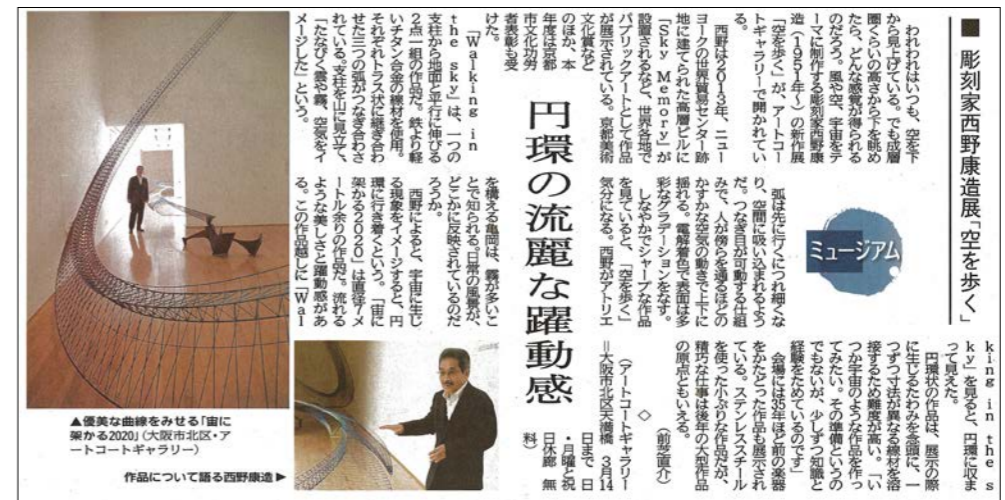 ■ 彫刻家西野康造展「空を歩く」
われわれはいつも、空を下
から見上げている。でも成層
圏くらいの高さから下を眺め
たら、どんな感覚が得られる
のだろう。風や空、宇宙をテ
ーマに制作する彫刻家西野康
造（1951年～）の新作展
「空を歩く」が、アートコー
トギャラリーで開かれてい
る。
西野は2013年、ニュー
ヨークの世界貿易センター跡
地に建てられた高層ビルに
「Sky Memory」が
設置されるなど、世界各地で
パブリックアートとして作品
が展示されている。京都美術
文化賞など
のほか、本
年度は京都
市文化功労
者表彰も受
けた。
「Walking in
the sky」は、一つの
支柱から地面と平行に伸びる
2点一組の作品だ。鉄より軽
いチタン合金の線材を使用。
それぞれトラス状に継ぎ合わ
せた三つの弧がつなぎ合わさ
れている。支柱を山に見立て、
「たなびく雲や霧、空気をイ
メージした」という。
円環の流麗な躍動感
ミュージアム
弧は先に行くにつれ細くな
り、空間に吸い込まれるよう
だ。つなぎ目が可動する仕組
みで、人が傍らを通るほどの
かすかな空気の動きで上下に
揺れる。電解着色で表面は多
彩なグラデーションをなす。
しなやかでシャープな作品
を見ていると、「空を歩く」
気分になる。西野がアトリエ
を構える亀岡は、霧が多いこ
とで知られる。日常の風景が、
どこかに反映されているのだ
ろうか。
西野によると、宇宙に生じ
る現象をイメージすると、円
環に行き着くという。「宙に
架かる2020」は直径7メ
ートル余りの作品だ。流れる
ような美しさと躍動感があ
る。この作品越しに「Wal
king in the s
ky」を見ると、円環に収ま
って見えた。
円環状の作品は、展示の際
に生じるたわみを念頭に、一
つずつ寸法が異なる線材を溶
接するため難度が高い。「い
つか宇宙のような作品を作っ
てみたい。その準備というの
でもないが、少しずつ知識と
経験をためているのです」
会場には35年ほど前の楽器
をかたどった作品も展示され
ている。ステンレススチール
を使った小ぶりな作品だが、
精巧な仕事は後年の大型作品
の原点ともいえる。
（前芝直介）
◇
（アートコートギャラリー
＝大阪市北区天満橋 3月14
日まで 日
・月曜と祝
日休廊 無
料）
▲優美な曲線をみせる「宙に
架かる2020」（大阪市北区・ア
ートコートギャラリー）
作品について語る西野康造▶